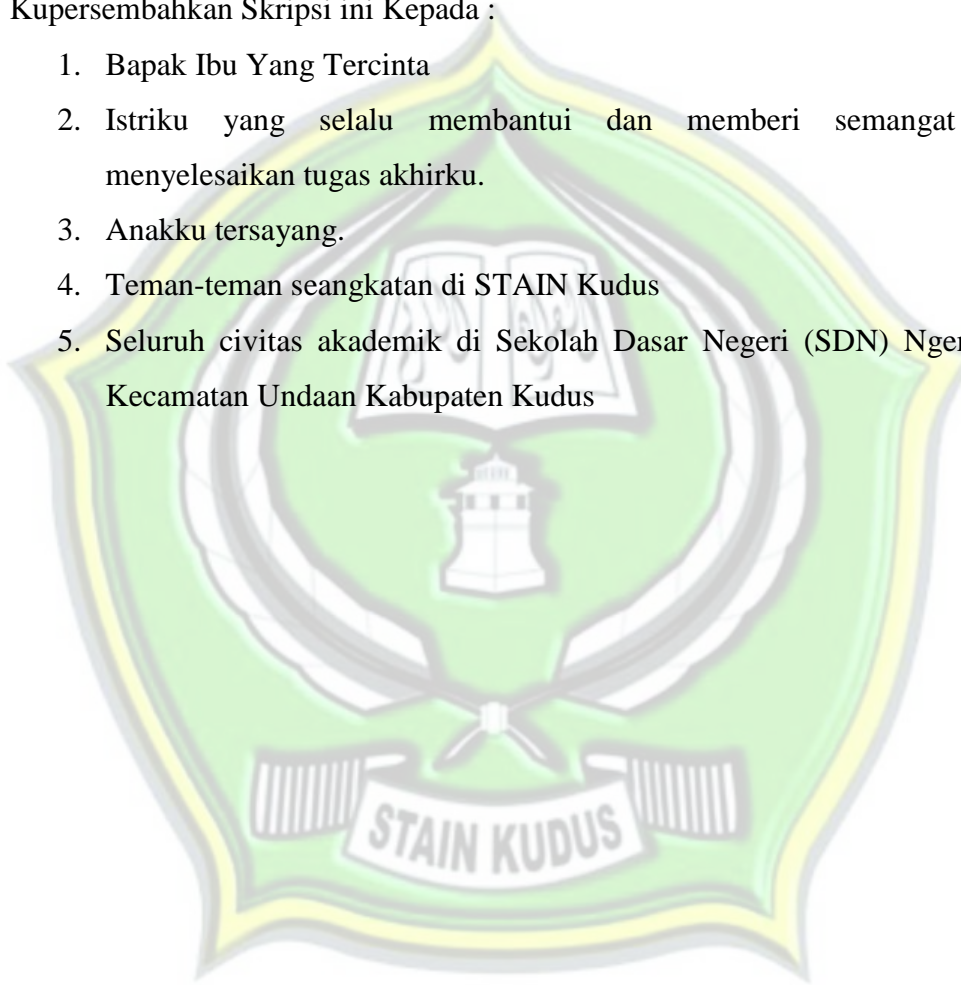 Kupersembahkan Skripsi ini Kepada :
1. Bapak Ibu Yang Tercinta
2. Istriku yang selalu membantui dan memberi semangat
menyelesaikan tugas akhirku.
3. Anakku tersayang.
4. Teman-teman seangkatan di STAIN Kudus
5. Seluruh civitas akademik di Sekolah Dasar Negeri (SDN)
Kecamatan Undaan Kabupaten Kudus
STAIN KUDUS